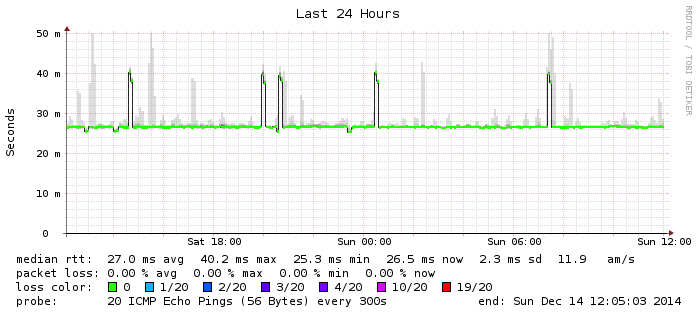 Last 24 Hours
RRDTOOL / TOBI OETIKER
Seconds
50 m
40 m
30 m
20 m
10 m
0
Sat 18:00 Sun 00:00 Sun 06:00 Sun 12:00
median rtt: 27.0 ms avg 40.2 ms max 25.3 ms min 26.5 ms now 2.3 ms sd 11.9 am/s
packet loss: 0.00 % avg 0.00 % max 0.00 % min 0.00 % now
loss color: 0 1/20 2/20 3/20 4/20 10/20 19/20
probe: 20 ICMP Echo Pings (56 Bytes) every 300s end: Sun Dec 14 12:05:03 2014